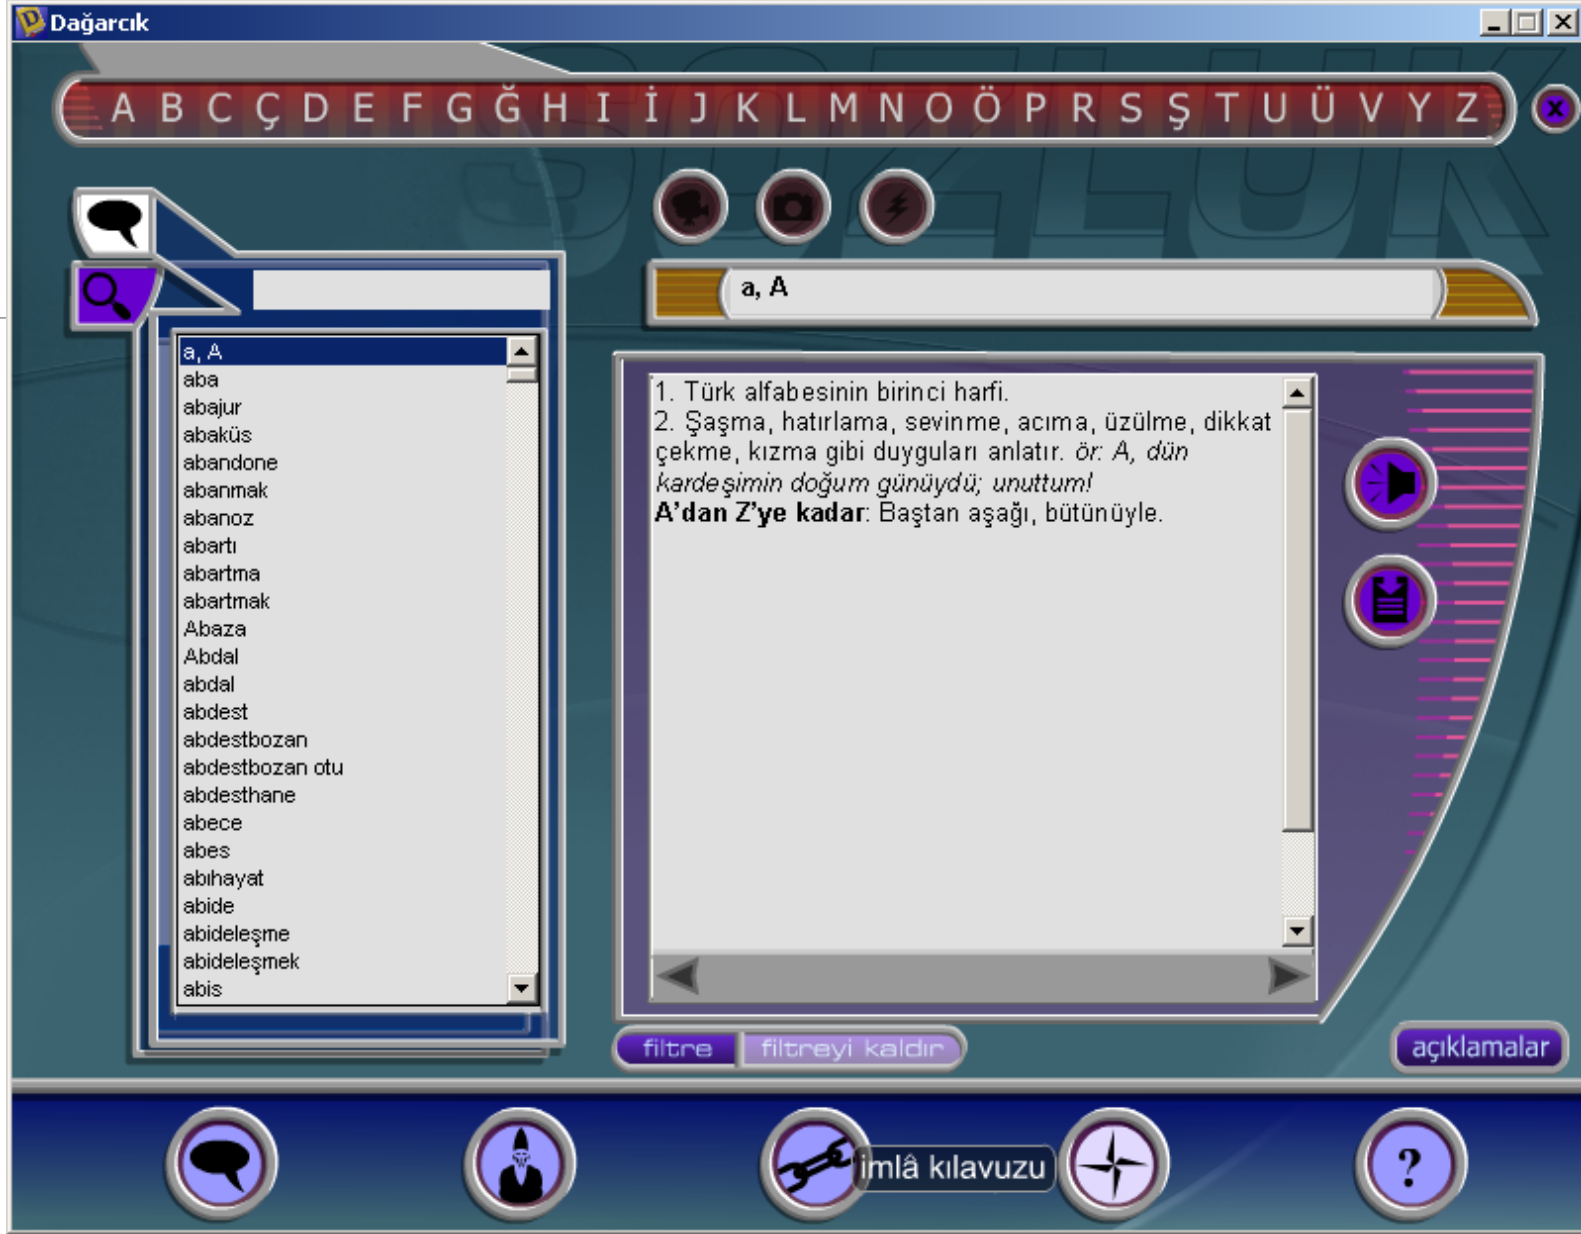 Dağarcık
SÖZLÜK
A B C Ç D E F G Ğ H I İ J K L M N O Ö P R S Ş T U Ü V Y Z
a, A
a, A
aba
abajur
abaküs
abandone
abanmak
abanoz
abartı
abartma
abartmak
Abaza
Abdal
abdal
abdest
abdestbozan
abdestbozan otu
abdesthane
abece
abes
abıhayat
abide
abideleşme
abideleşmek
abis
1. Türk alfabesinin birinci harfi.
2. Şaşma, hatırlama, sevinme, acıma, üzülme, dikkat
çekme, kızma gibi duyguları anlatır. ör: A, dün
kardeşimin doğum günüydü; unuttum!
A’dan Z’ye kadar: Baştan aşağı, bütünüyle.
filtre filtreyi kaldır
açıklamalar
imlâ kılavuzu
?